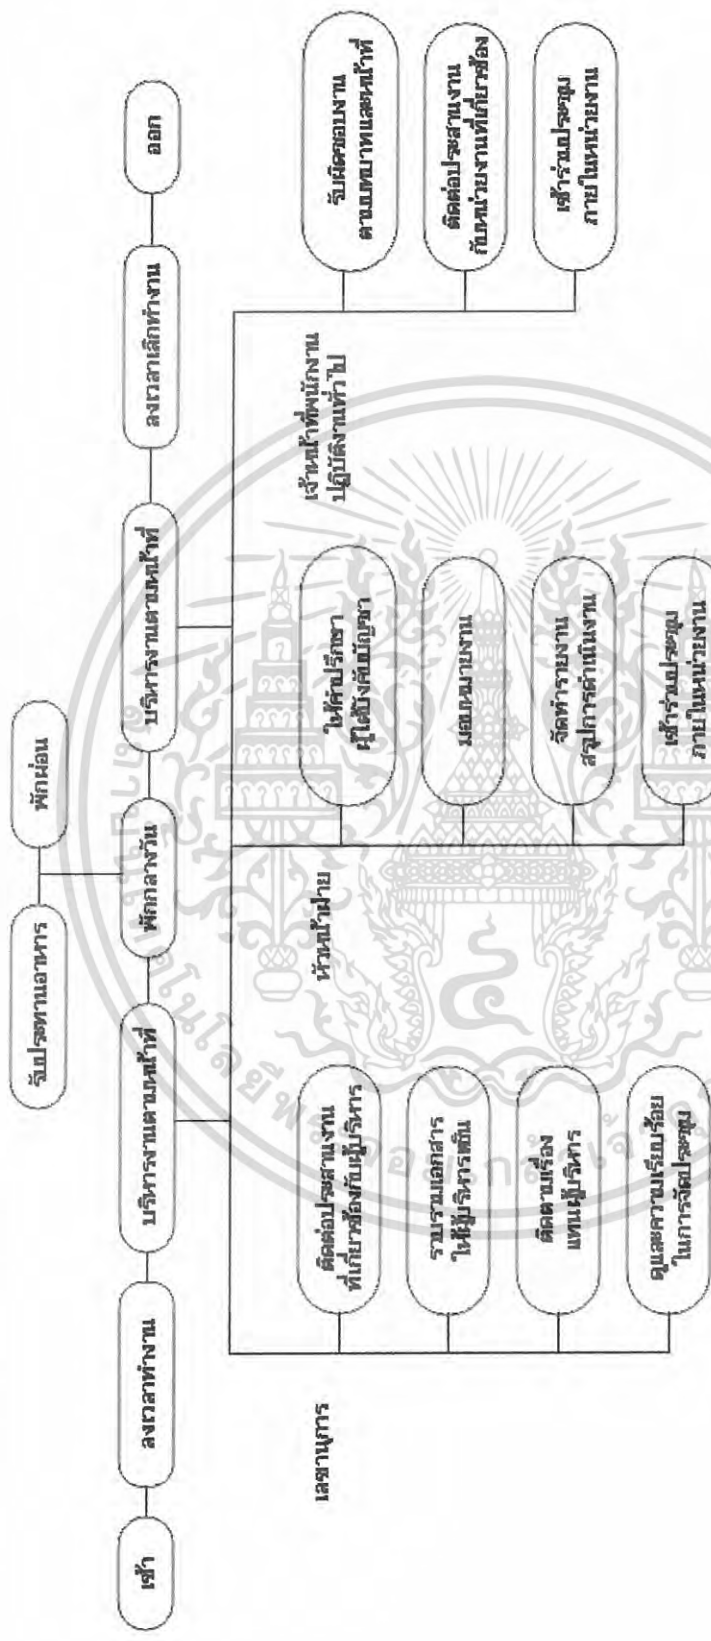 รับประทานอาหาร
พักผ่อน
เข้า
ลงเวลาทำงาน
บริหารงานตามหน้าที่
พักกลางวัน
บริหารงานตามหน้าที่
ลงเวลาเลิกทำงาน
ออก
เลขานุการ
ติดต่อประสานงาน
ที่เกี่ยวข้องกับผู้บริหาร
รวบรวมเอกสาร
ให้ผู้บริหารเซ็น
ติดตามเรื่อง
แทนผู้บริหาร
ดูแลความเรียบร้อย
ในการจัดประชุม
หัวหน้าฝ่าย
ให้คำปรึกษา
ผู้ใต้บังคับบัญชา
มอบหมายงาน
จัดทำรายงาน
สรุปการดำเนินงาน
เข้าร่วมประชุม
ภายในหน่วยงาน
เจ้าหน้าที่พนักงาน
ปฏิบัติงานทั่วไป
รับผิดชอบงาน
ตามบทบาทและหน้าที่
ติดต่อประสานงาน
กับหน่วยงานที่เกี่ยวข้อง
เข้าร่วมประชุม
ภายในหน่วยงาน